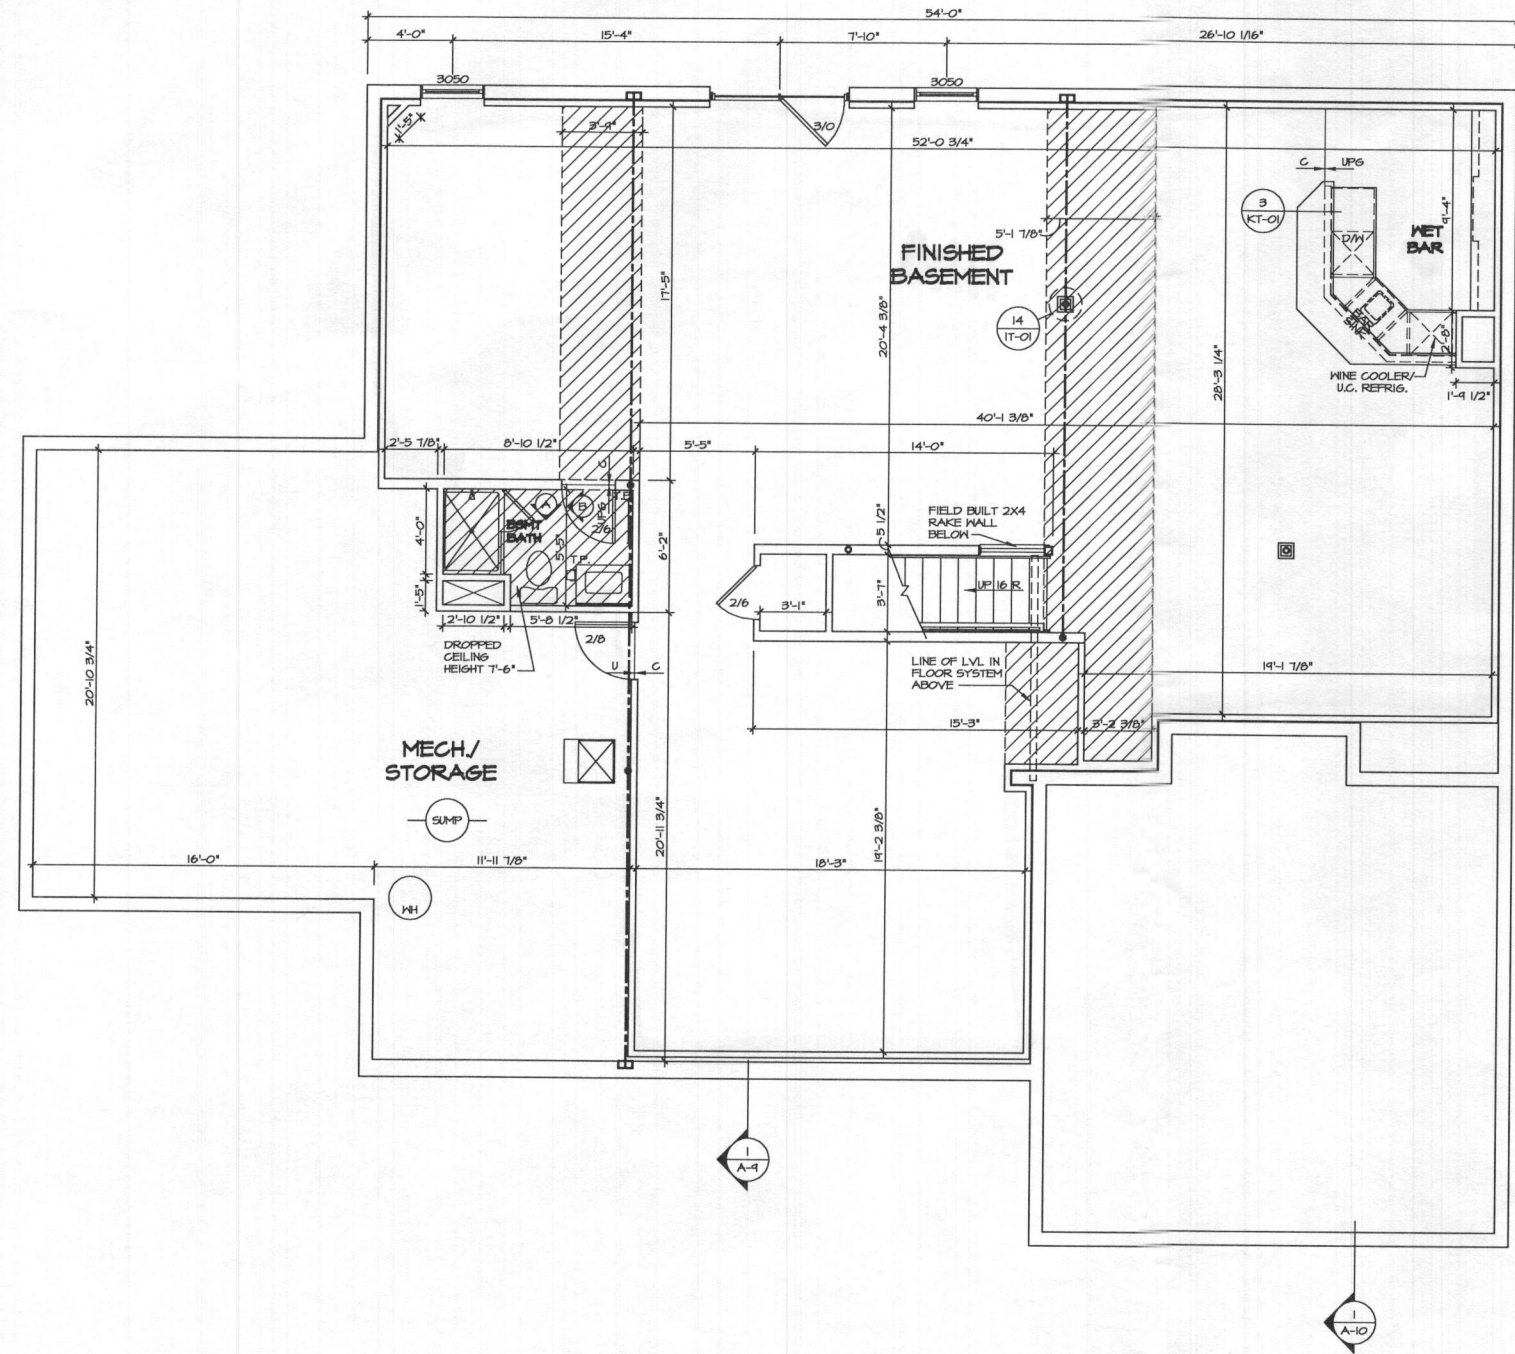 54'-0"
4'-0"
15'-4"
7'-10"
26'-10 1/16"
3050
3050
1'-5"
3'-9"
3/0
52'-0 3/4"
C UPG
3
KT-01
9'-4"
D/W
WET
BAR
5'-1 7/8"
FINISHED
BASEMENT
17'-5"
14
1T-01
20'-4 3/8"
28'-3 1/4"
BAR
SINK
2'-8"
WINE COOLER/
U.C. REFRIG.
1'-9 1/2"
40'-1 3/8"
2'-5 7/8"
8'-10 1/2"
5'-5"
14'-0"
C
UPG
T.P.
A
B
2/6
BSMT
BATH
4'-0"
5'-5"
6'-2"
T.P.
1'-5"
5 1/2"
FIELD BUILT 2X4
RAKE WALL
BELOW
UP 16 R
2/6
3'-1"
3'-7"
2'-10 1/2"
5'-8 1/2"
2/8
DROPPED
CEILING
HEIGHT 7'-6"
U C
LINE OF LVL IN
FLOOR SYSTEM
ABOVE
19'-1 7/8"
15'-3"
3'-2 3/8"
20'-10 3/4"
MECH./
STORAGE
SUMP
20'-11 3/4"
19'-2 3/8"
16'-0"
11'-11 7/8"
18'-3"
WH
1
A-9
1
A-10